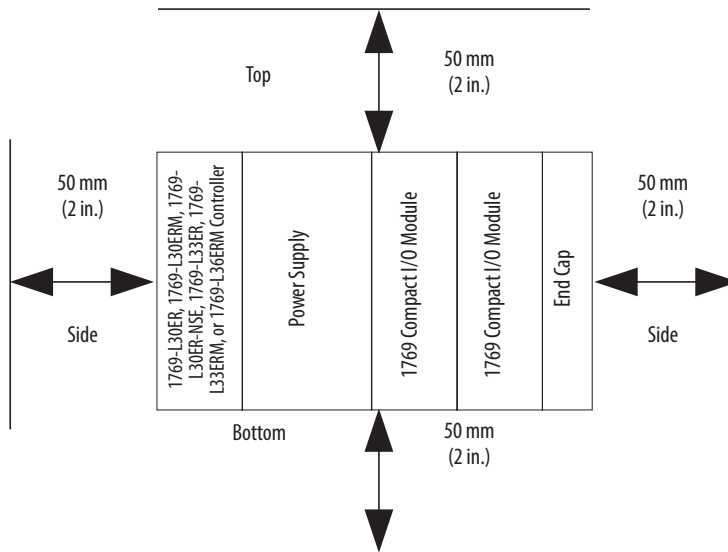 Top
50 mm
(2 in.)
50 mm
(2 in.)
Side
1769-L30ER, 1769-L30ERM, 1769-
L30ER-NSE, 1769-L33ER, 1769-
L33ERM, or 1769-L36ERM Controller
Power Supply
1769 Compact I/O Module
1769 Compact I/O Module
End Cap
50 mm
(2 in.)
Side
Bottom
50 mm
(2 in.)